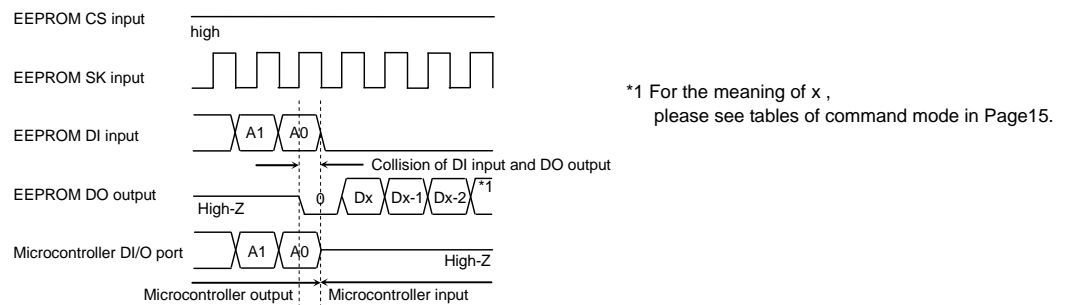 EEPROM CS input
high
EEPROM SK input
*1 For the meaning of x ,
please see tables of command mode in Page15.
EEPROM DI input
A1 A0
Collision of DI input and DO output
EEPROM DO output
High-Z
0 Dx Dx-1 Dx-2 *1
Microcontroller DI/O port
A1 A0
High-Z
Microcontroller output Microcontroller input